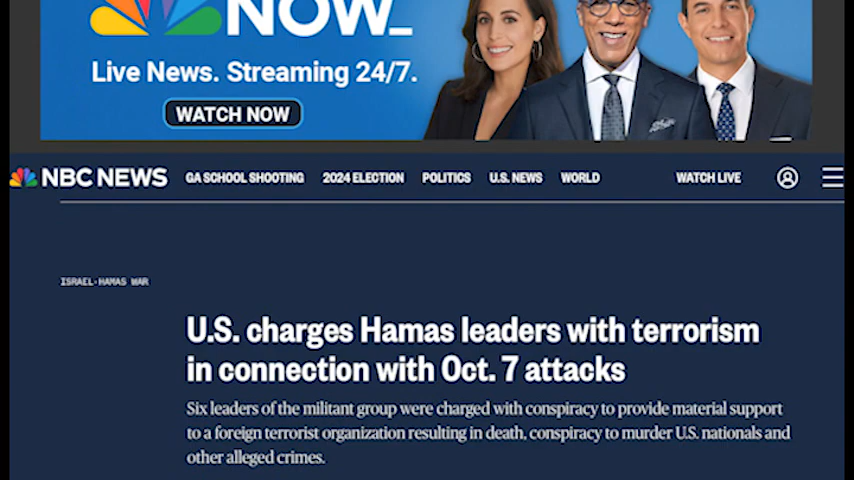 NOW_
Live News. Streaming 24/7.
WATCH NOW
NBC NEWS GA SCHOOL SHOOTING 2024 ELECTION POLITICS U.S. NEWS WORLD WATCH LIVE
ISRAEL-HAMAS WAR
U.S. charges Hamas leaders with terrorism
in connection with Oct. 7 attacks
Six leaders of the militant group were charged with conspiracy to provide material support
to a foreign terrorist organization resulting in death, conspiracy to murder U.S. nationals and
other alleged crimes.